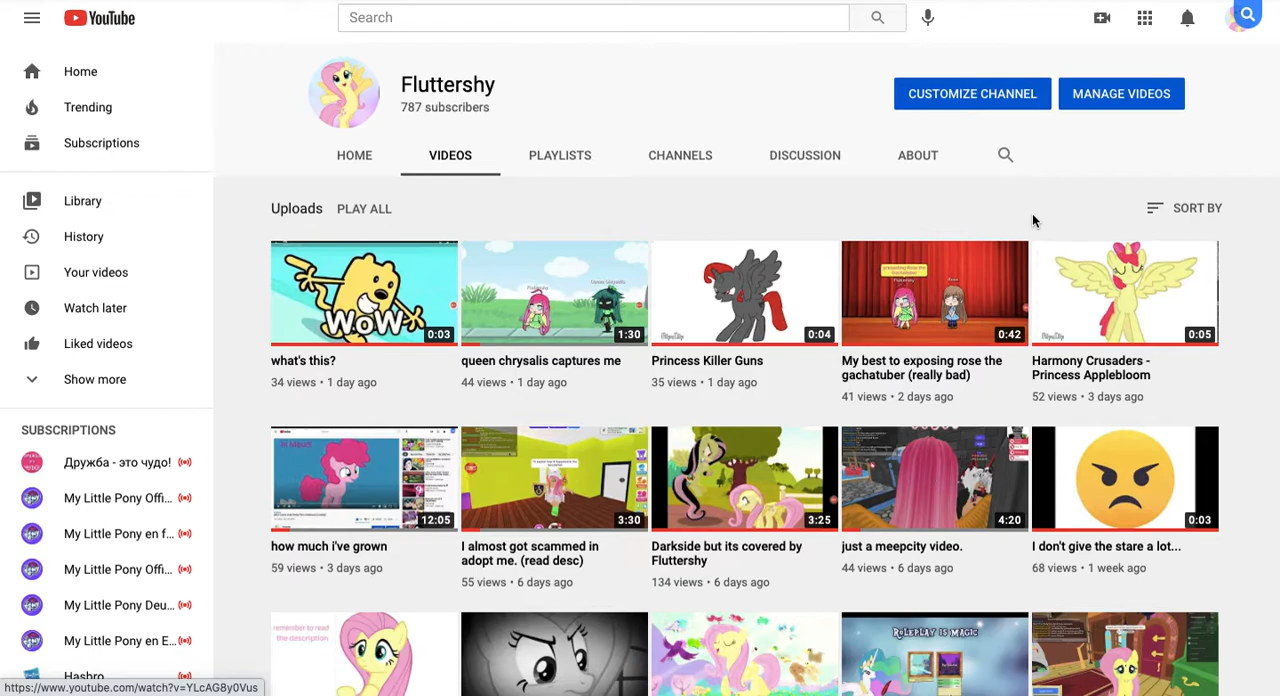 YouTube
Search
Home
Trending
Subscriptions
Library
History
Your videos
Watch later
Liked videos
Show more
SUBSCRIPTIONS
Дружба - это чудо!
My Little Pony Offi...
My Little Pony en f...
My Little Pony Offi...
My Little Pony Deu...
My Little Pony en E...
Hasbro
https://www.youtube.com/watch?v=YLcAG8y0Vus
Fluttershy
787 subscribers
CUSTOMIZE CHANNEL
MANAGE VIDEOS
HOME VIDEOS PLAYLISTS CHANNELS DISCUSSION ABOUT
Uploads PLAY ALL
SORT BY
WOW
0:03
what's this?
34 views • 1 day ago
1:30
queen chrysalis captures me
44 views • 1 day ago
0:04
Princess Killer Guns
35 views • 1 day ago
0:42
My best to exposing rose the
gachatuber (really bad)
41 views • 2 days ago
FlipaClip
0:05
Harmony Crusaders -
Princess Applebloom
52 views • 3 days ago
12:05
how much i've grown
59 views • 3 days ago
3:30
I almost got scammed in
adopt me. (read desc)
55 views • 6 days ago
3:25
Darkside but its covered by
Fluttershy
134 views • 6 days ago
4:20
just a meepcity video.
44 views • 6 days ago
0:03
I don't give the stare a lot...
68 views • 1 week ago
remember to read
the description
ROLEPLAY IS MAGIC